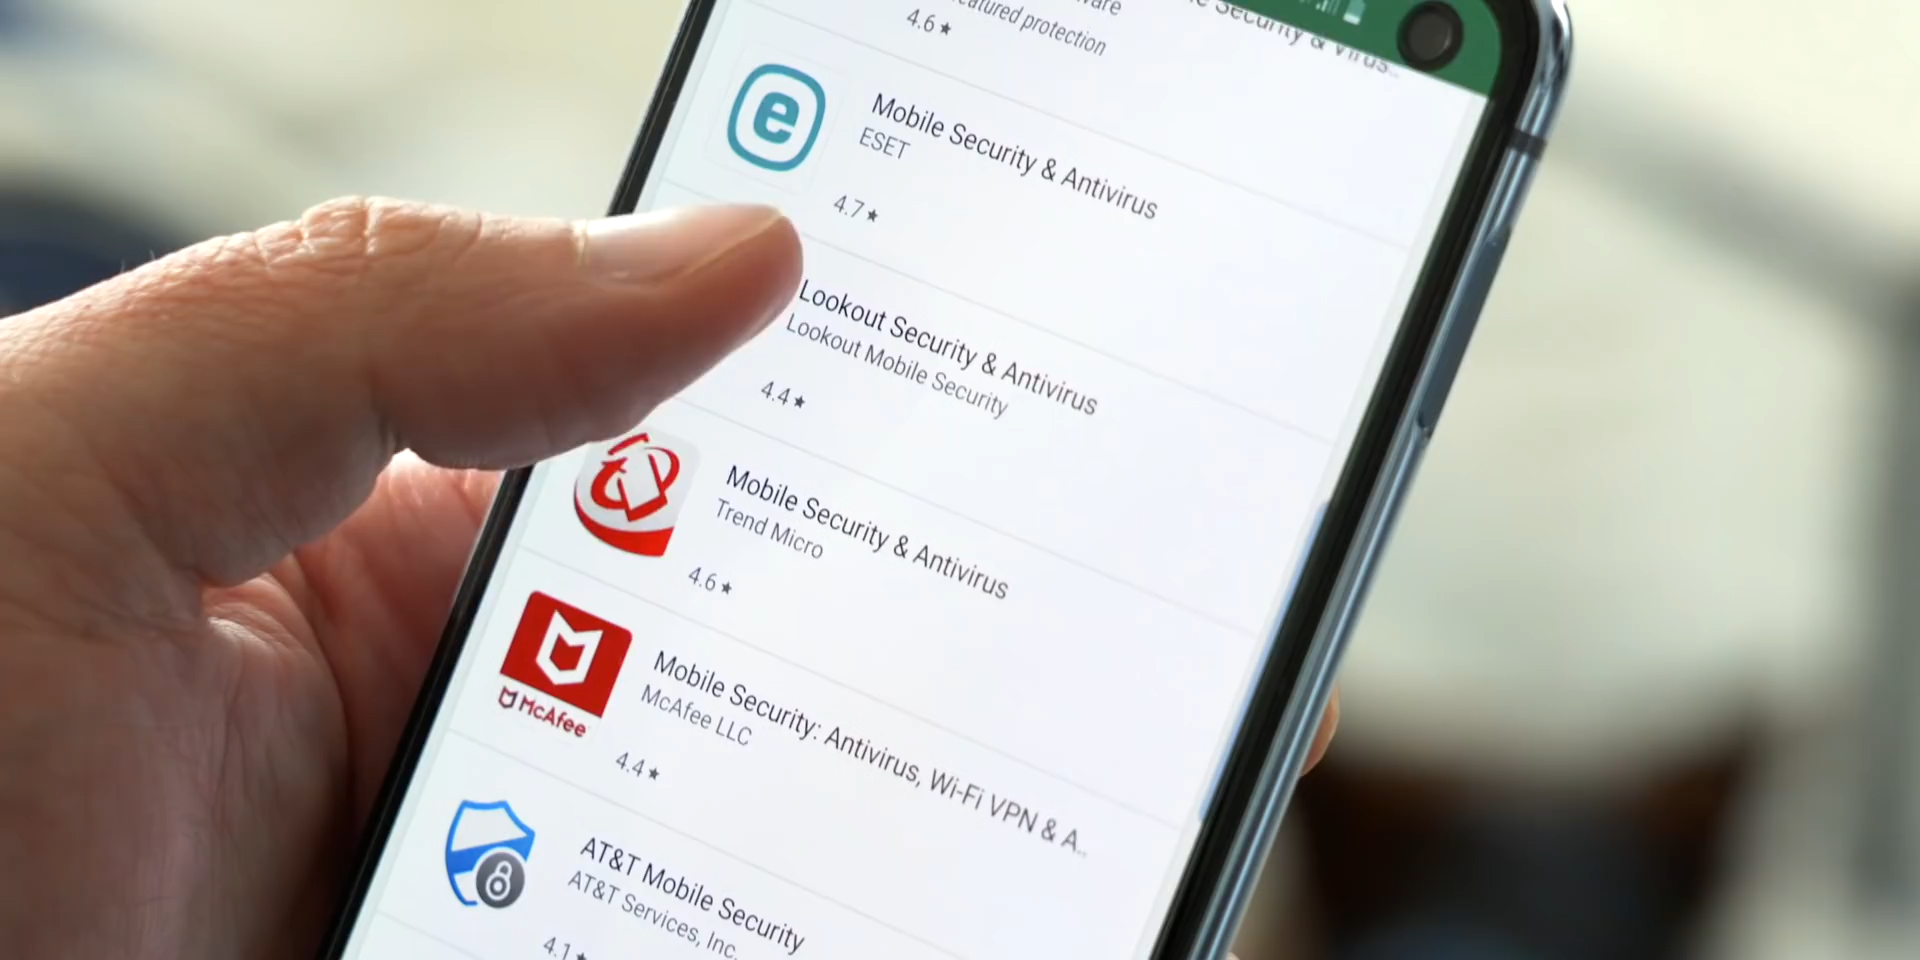 & Virus..
4.6★
featured protection
e
Mobile Security & Antivirus
ESET
4.7★
Lookout Security & Antivirus
Lookout Mobile Security
4.4★
Mobile Security & Antivirus
Trend Micro
4.6★
McAfee
Mobile Security: Antivirus, Wi-Fi VPN & A..
McAfee LLC
4.4★
AT&T Mobile Security
AT&T Services, Inc.
4.1★